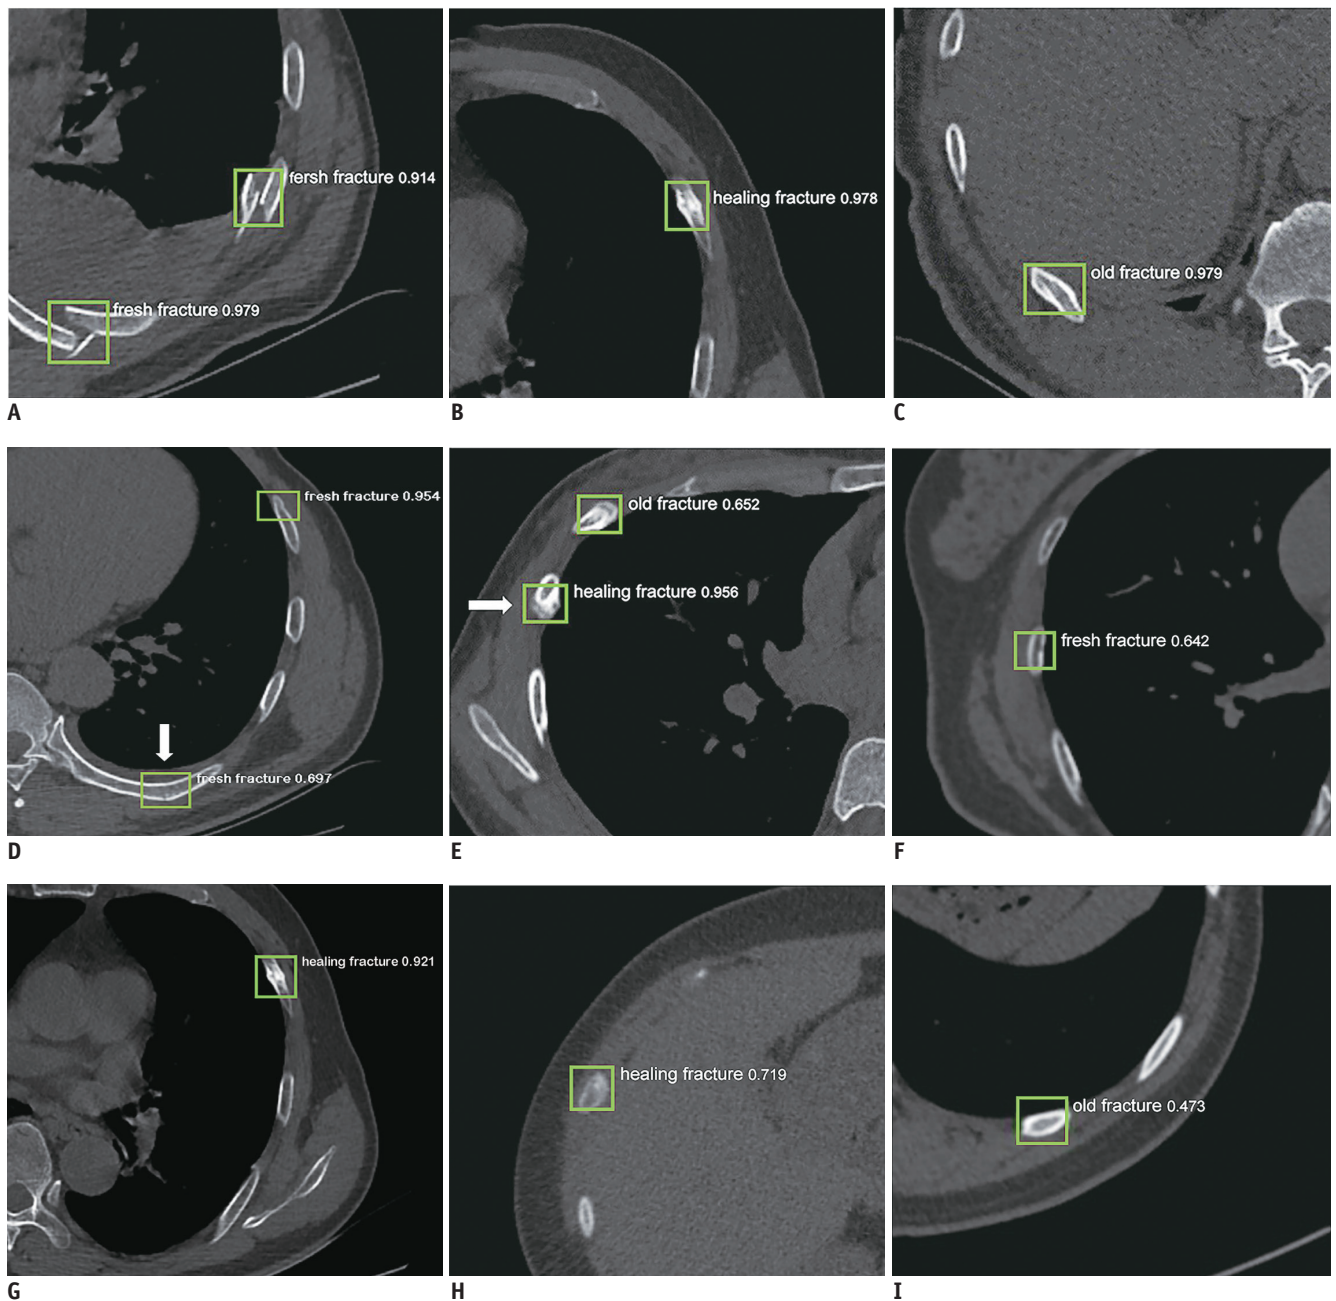 fersh fracture 0.914
fresh fracture 0.979
A
healing fracture 0.978
B
old fracture 0.979
C
fresh fracture 0.954
fresh fracture 0.697
D
old fracture 0.652
healing fracture 0.956
E
fresh fracture 0.642
F
healing fracture 0.921
G
healing fracture 0.719
H
old fracture 0.473
I